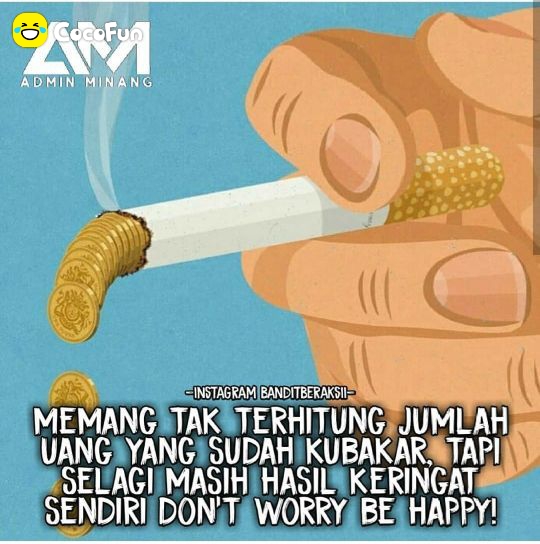 CocoFun
AM
ADMIN MINANG
-INSTAGRAM BANDITBERAKSII-
MEMANG TAK TERHITUNG JUMLAH
UANG YANG SUDAH KUBAKAR, TAPI
SELAGI MASIH HASIL KERINGAT
SENDIRI DON'T WORRY BE HAPPY!